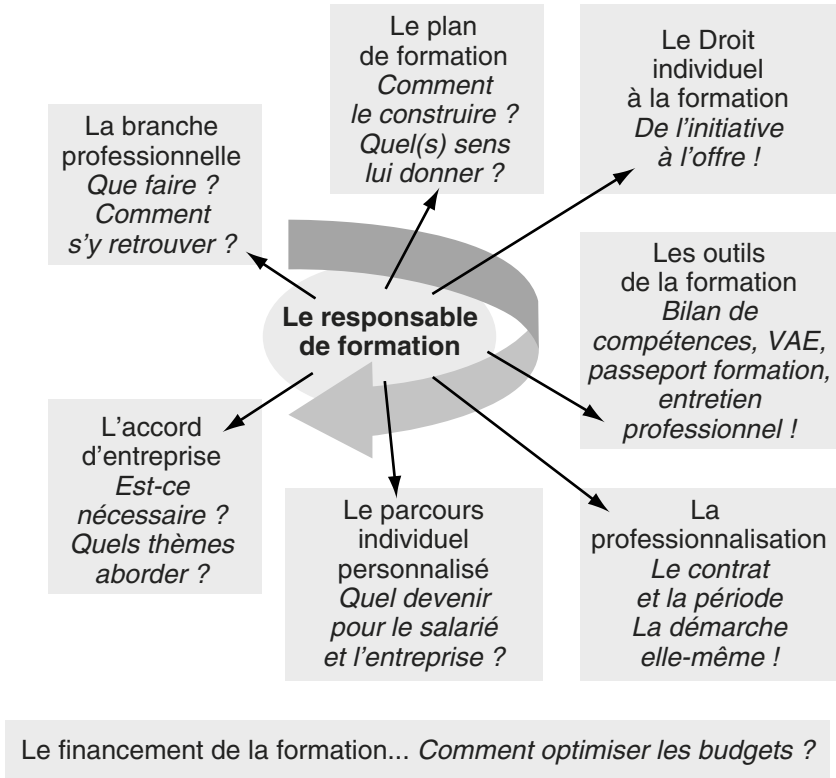 Le plan
de formation
Comment
le construire ?
Quel(s) sens
lui donner ?
Le Droit
individuel
à la formation
De l’initiative
à l’offre !
La branche
professionnelle
Que faire ?
Comment
s’y retrouver ?
Les outils
de la formation
Bilan de
compétences, VAE,
passeport formation,
entretien
professionnel !
Le responsable
de formation
L’accord
d’entreprise
Est-ce
nécessaire ?
Quels thèmes
aborder ?
Le parcours
individuel
personnalisé
Quel devenir
pour le salarié
et l’entreprise ?
La
professionnalisation
Le contrat
et la période
La démarche
elle-même !
Le financement de la formation... Comment optimiser les budgets ?